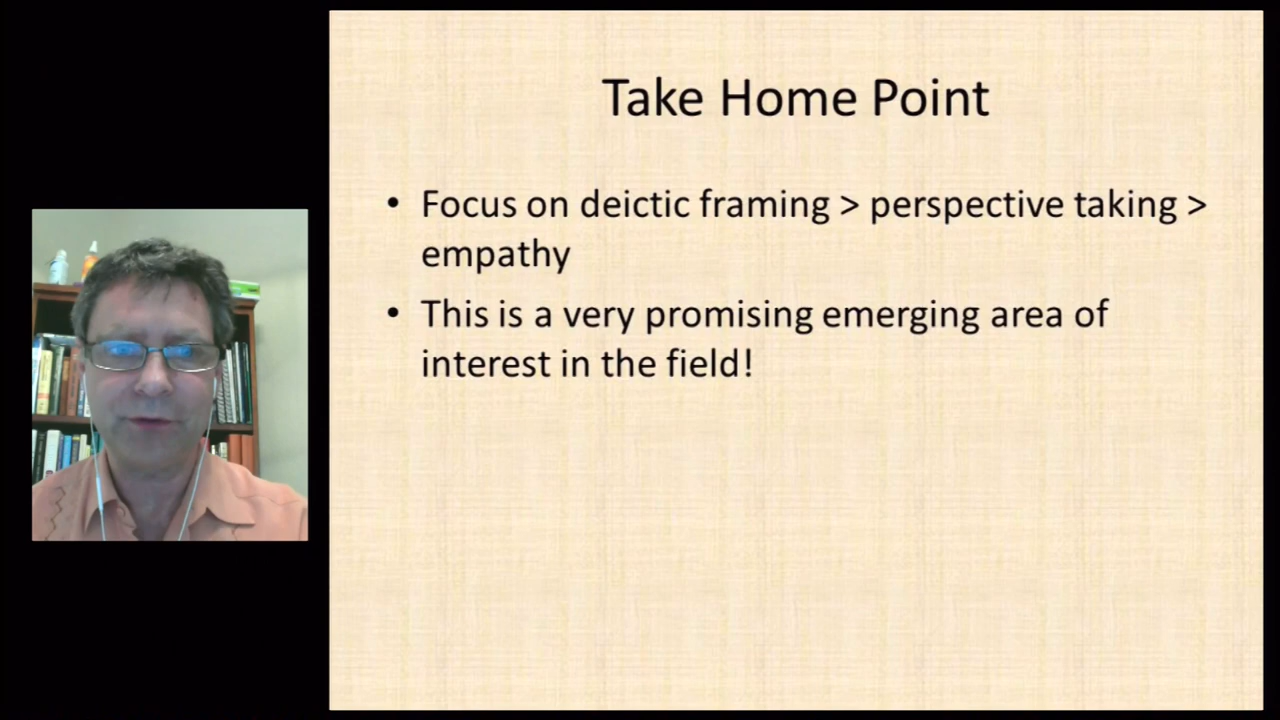 Take Home Point
• Focus on deictic framing > perspective taking >
empathy
• This is a very promising emerging area of
interest in the field!